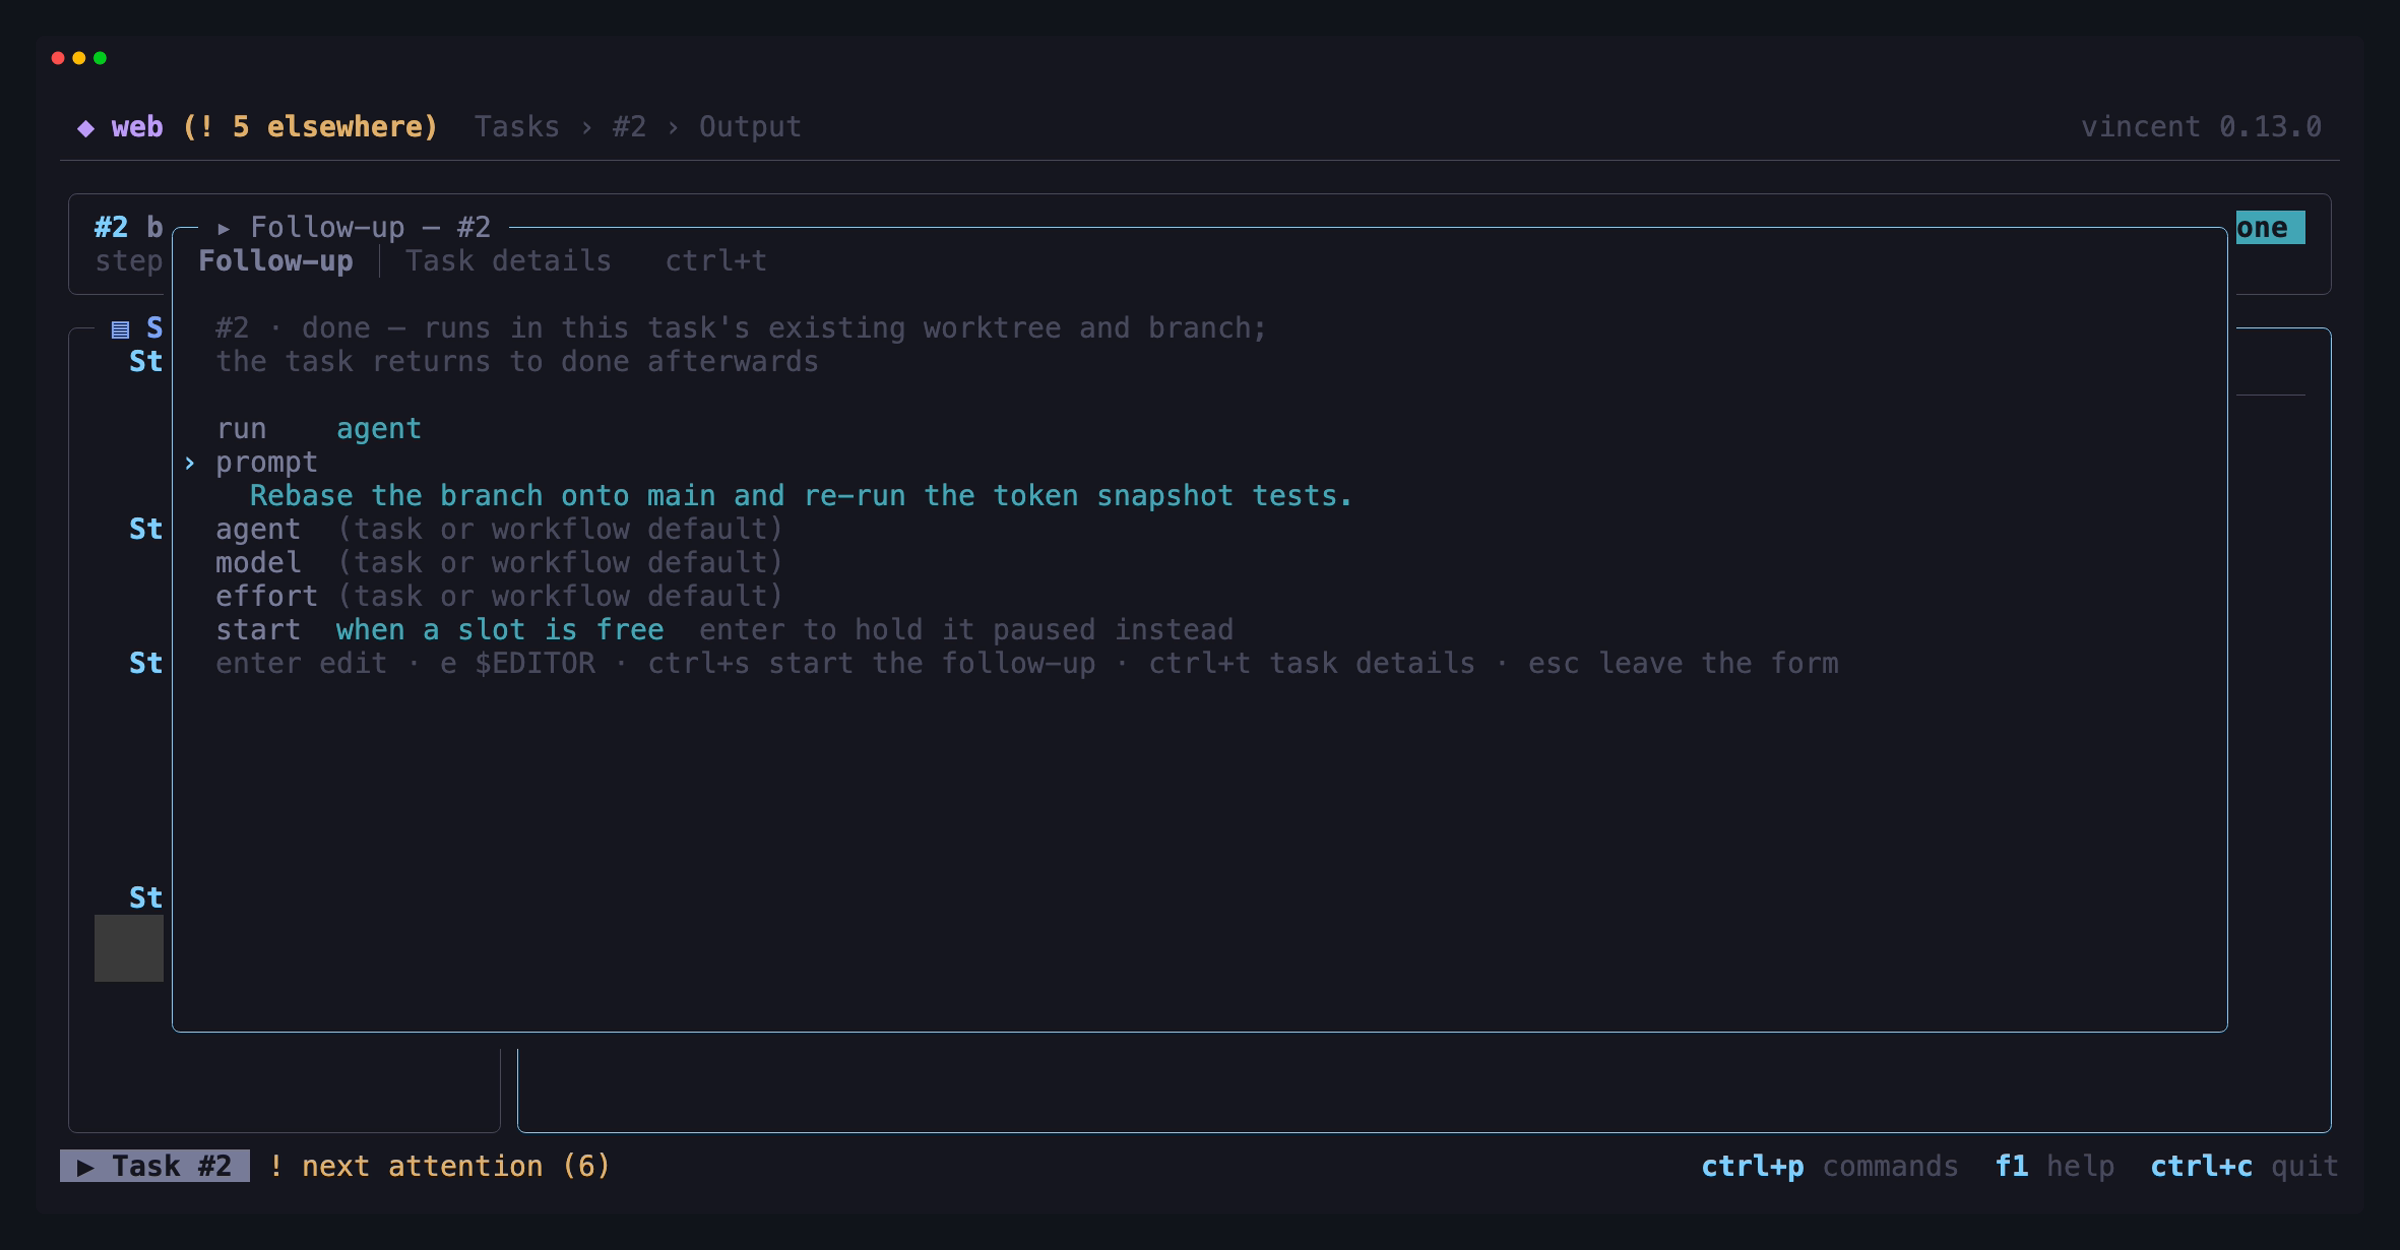 ◆ web (! 5 elsewhere) Tasks › #2 › Output vincent 0.13.0
#2 b ▸ Follow-up — #2 one
step Follow-up │ Task details ctrl+t
▤ S #2 · done — runs in this task's existing worktree and branch;
St the task returns to done afterwards
run agent
› prompt
Rebase the branch onto main and re-run the token snapshot tests.
St agent (task or workflow default)
model (task or workflow default)
effort (task or workflow default)
start when a slot is free enter to hold it paused instead
St enter edit · e $EDITOR · ctrl+s start the follow-up · ctrl+t task details · esc leave the form
St
▶ Task #2 ! next attention (6) ctrl+p commands f1 help ctrl+c quit